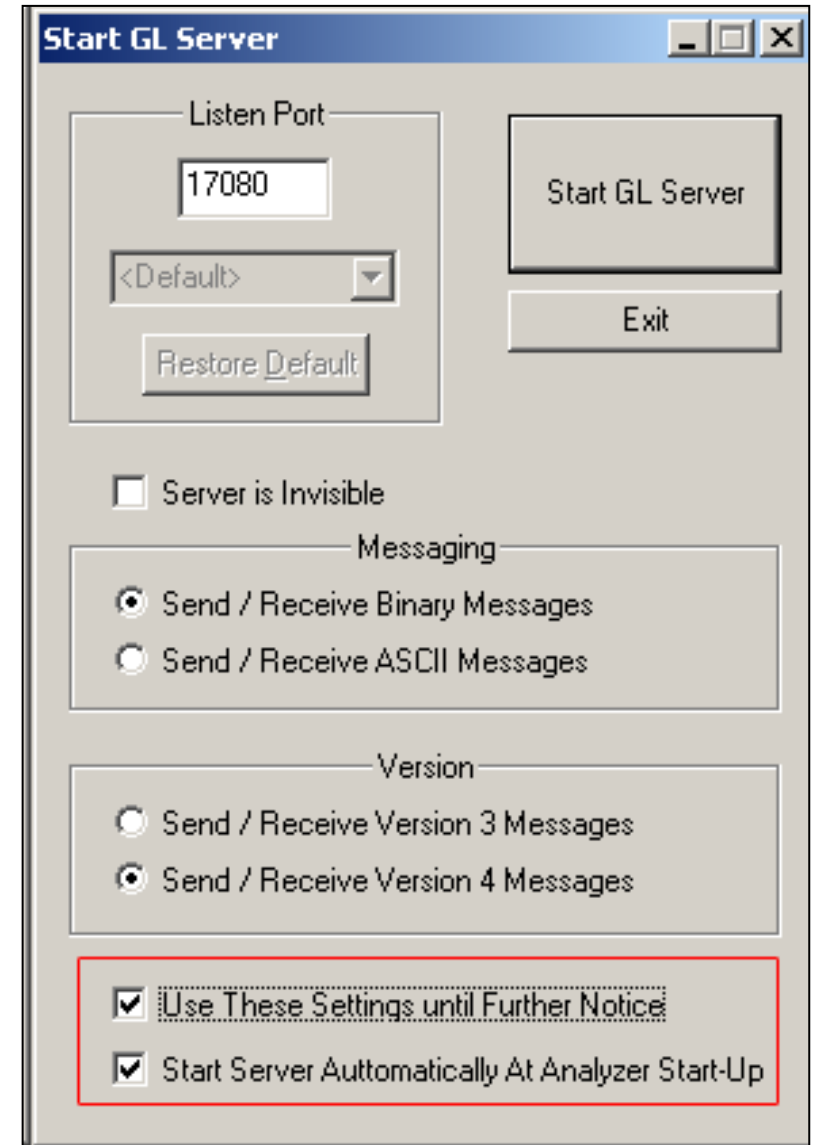 Start GL Server
Listen Port
17080
<Default>
Restore Default
Start GL Server
Exit
Server is Invisible
Messaging
Send / Receive Binary Messages
Send / Receive ASCII Messages
Version
Send / Receive Version 3 Messages
Send / Receive Version 4 Messages
Use These Settings until Further Notice
Start Server Auttomatically At Analyzer Start-Up